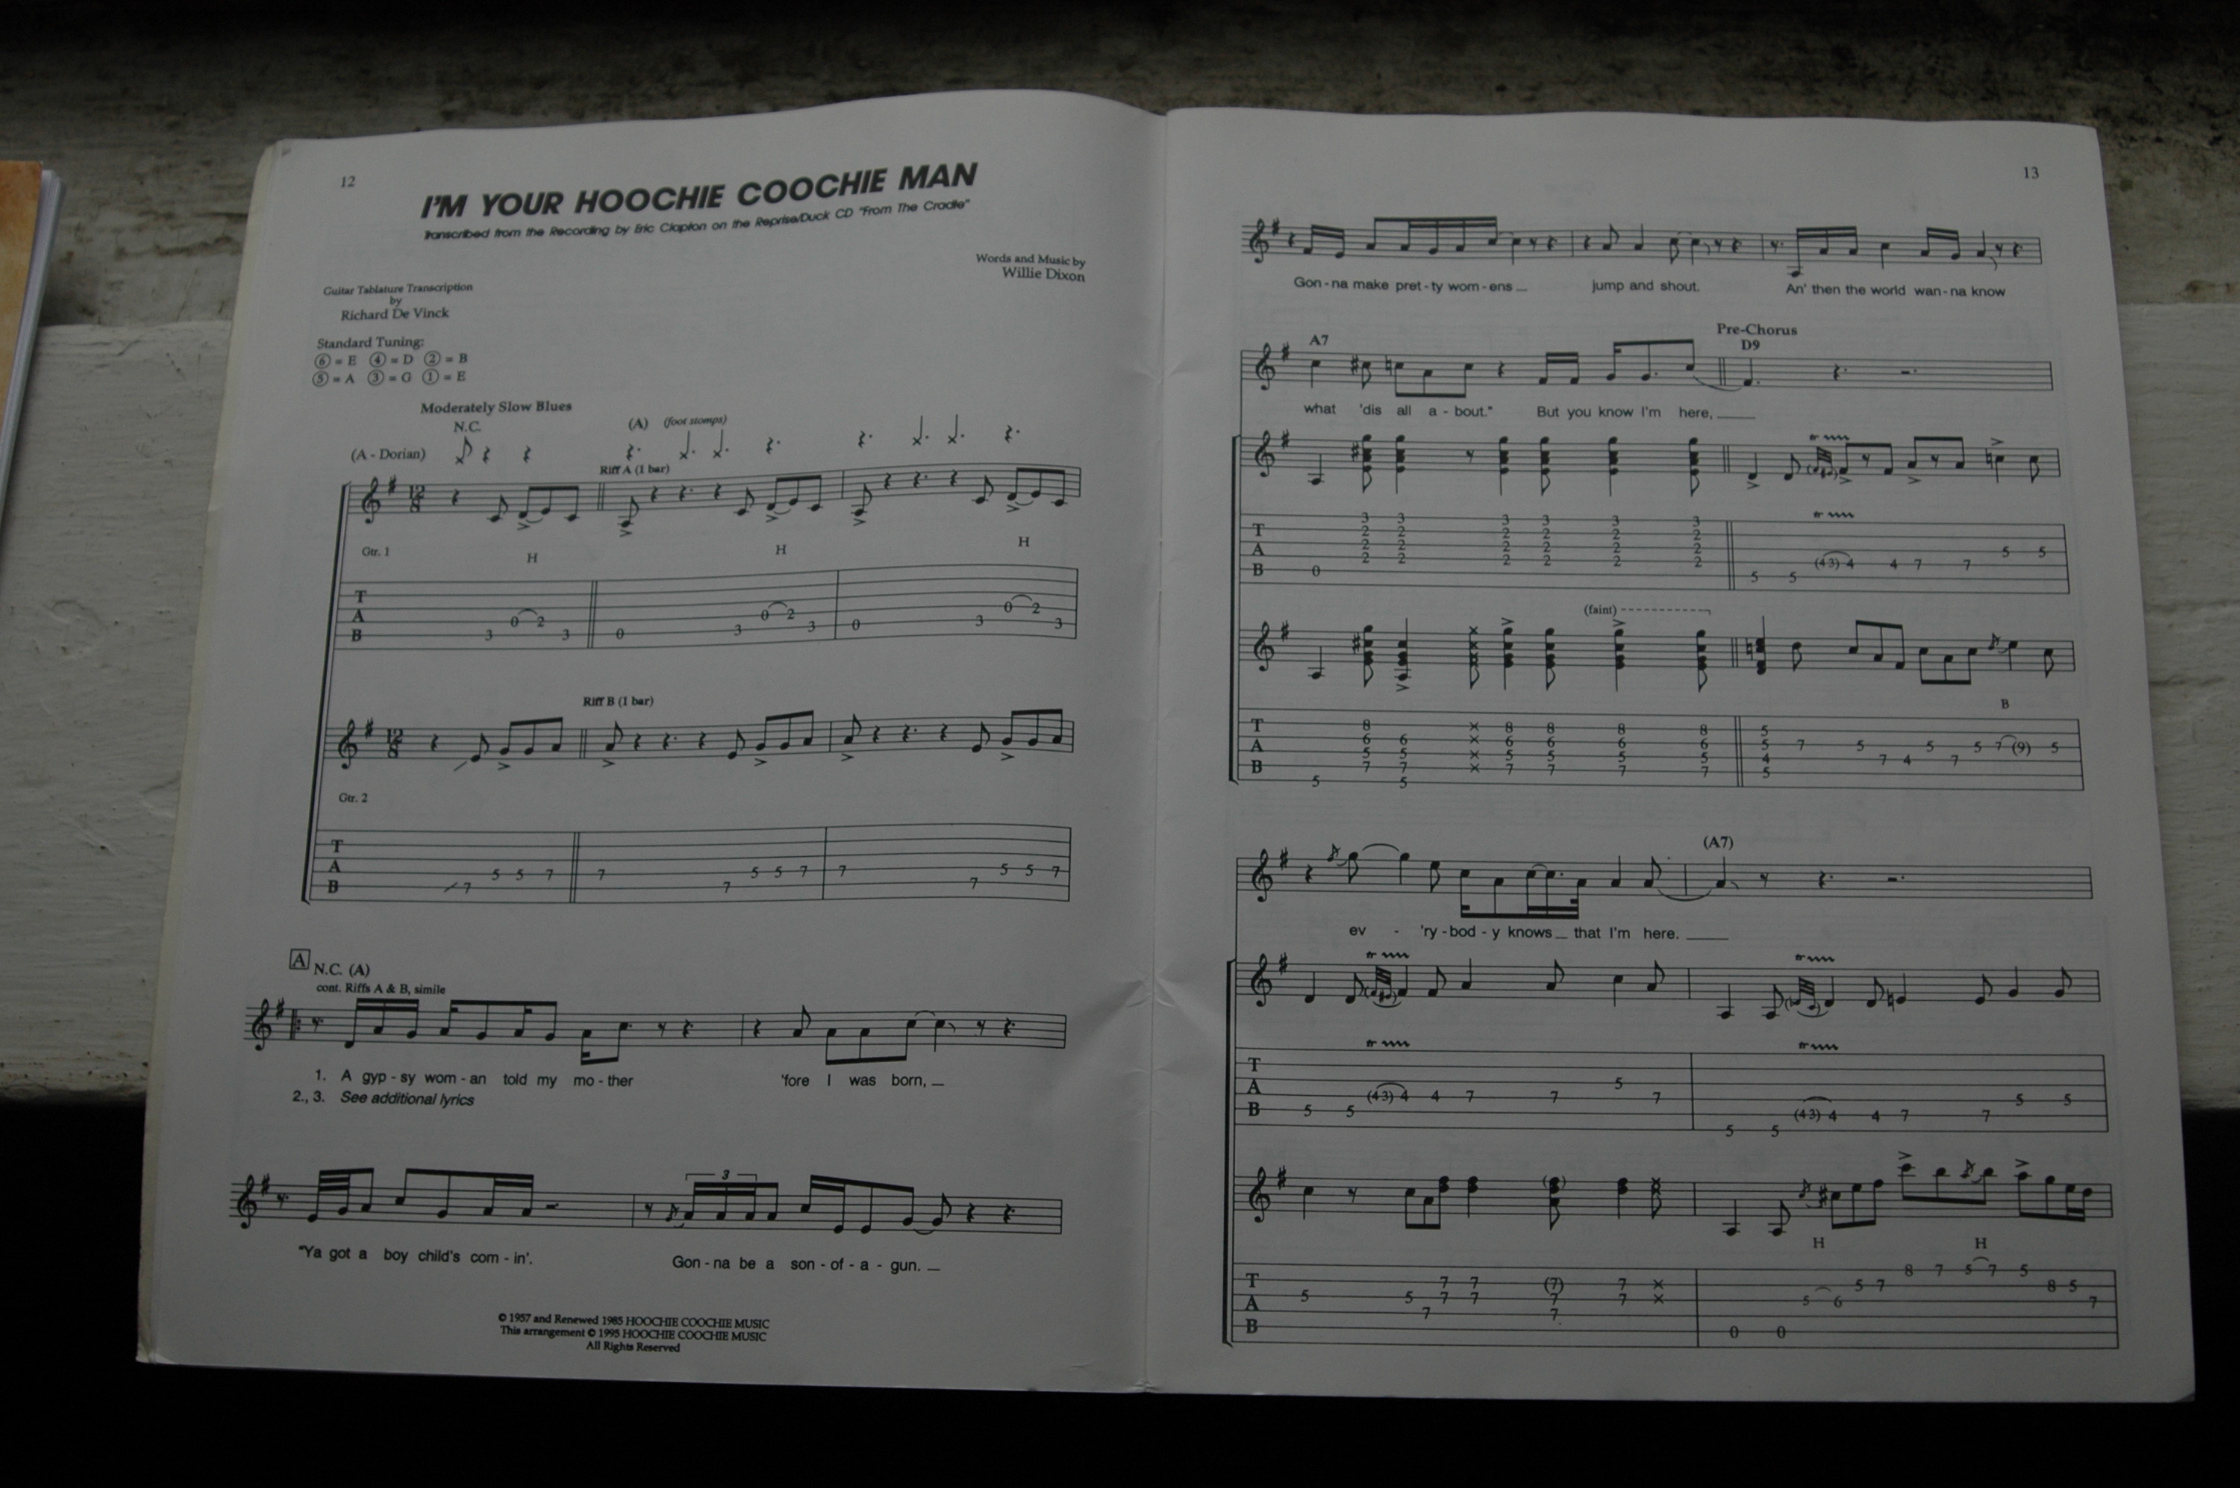 12
I'M YOUR HOOCHIE COOCHIE MAN
Transcribed from the Recording by Eric Clapton on the Reprise/Duck CD "From The Cradle"
Words and Music by
Willie Dixon
Guitar Tablature Transcription
by
Richard De Vinck
Standard Tuning:
⑥ = E ④ = D ② = B
⑤ = A ③ = G ① = E
Moderately Slow Blues
N.C.
(A) (foot stomps)
(A - Dorian)
Riff A (1 bar)
12
8
Gtr. 1
H H H
T
A
B
0 2 0 2 0 2
3 3 0 3 3 0 3 3
Riff B (1 bar)
12
8
Gtr. 2
T
A
B
7 5 5 7 7 7 5 5 7 7 7 5 5 7
A N.C. (A)
cont. Riffs A & B, simile
1. A gyp - sy wom - an told my mo - ther 'fore I was born,
2., 3. See additional lyrics
3
"Ya got a boy child's com - in'. Gon - na be a son - of - a - gun.
© 1957 and Renewed 1985 HOOCHIE COOCHIE MUSIC
This arrangement © 1995 HOOCHIE COOCHIE MUSIC
All Rights Reserved
13
Gon - na make pret - ty wom - ens jump and shout. An' then the world wan - na know
Pre-Chorus
A7 D9
what 'dis all a - bout." But you know I'm here,
tr
tr
T
A
B
3 3 3 3 3 3
2 2 2 2 2 2
2 2 2 2 2 2 5 5
2 2 2 2 2 2 (43) 4 4 7 7
0 5 5
(faint)
B
T
A
B
8 × 8 8 8 8 5
6 6 × 6 6 6 6 5 7 5 5 5 7 (9) 5
5 5 × 5 5 5 5 4 7 4 7
7 7 × 7 7 7 7 5
5 5
(A7)
ev - 'ry - bod - y knows that I'm here.
tr tr
tr tr
T
A
B
5
(43) 4 4 7 7 7 5 5
5 5 (43) 4 4 7 7
5 5
H H
T
A
B
8 7 5 7 5
7 7 (7) 7 × 5 7 8 5
5 5 7 7 7 7 × 5 6 7
7 7
0 0